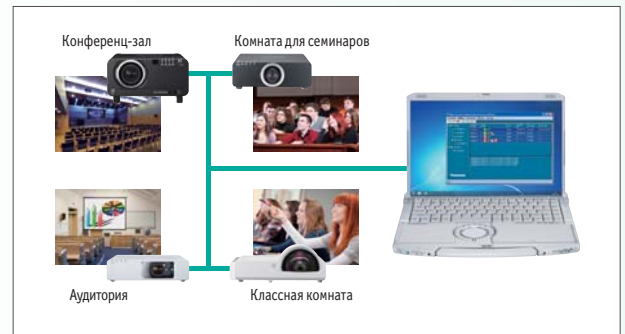 Конференц-зал
Комната для семинаров
Аудитория
Классная комната